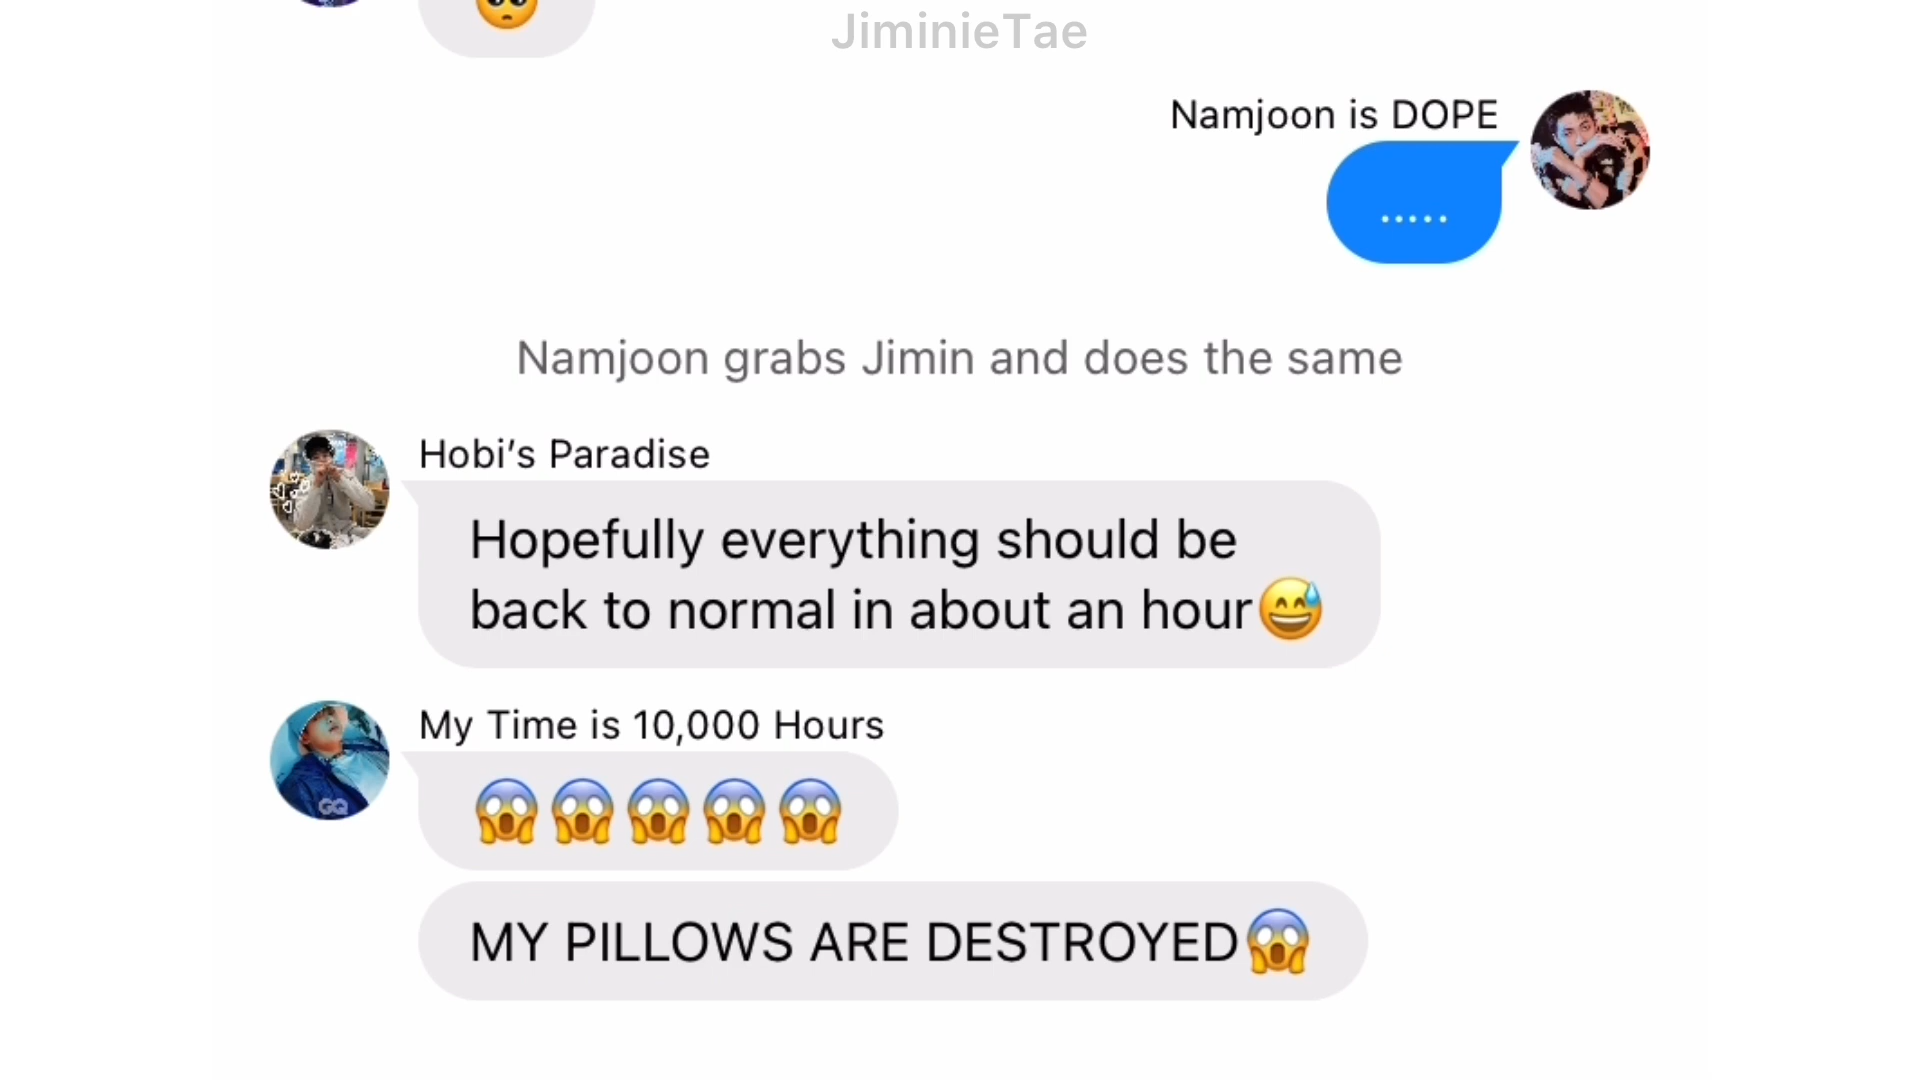 JiminieTae
🥺
Namjoon is DOPE
.....
Namjoon grabs Jimin and does the same
Hobi’s Paradise
Hopefully everything should be
back to normal in about an hour😅
My Time is 10,000 Hours
😱😱😱😱😱
MY PILLOWS ARE DESTROYED😱
GQ